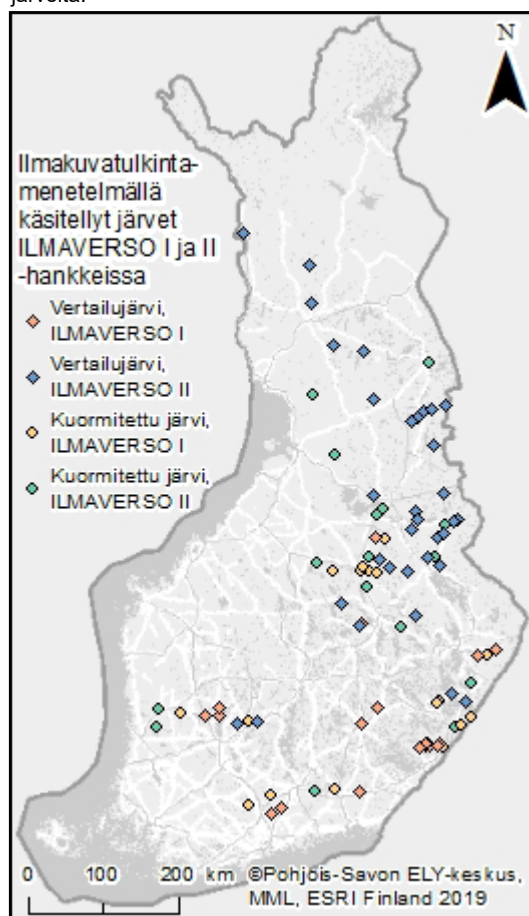 järveltä.
N
Ilmakuvatulkinta-
menetelmällä
käsitellyt järvet
ILMAVERSO I ja II
-hankkeissa
Vertailujärvi,
ILMAVERSO I
Vertailujärvi,
ILMAVERSO II
Kuormitettu järvi,
ILMAVERSO I
Kuormitettu järvi,
ILMAVERSO II
0 100 200 km ©Pohjois-Savon ELY-keskus,
MML, ESRI Finland 2019